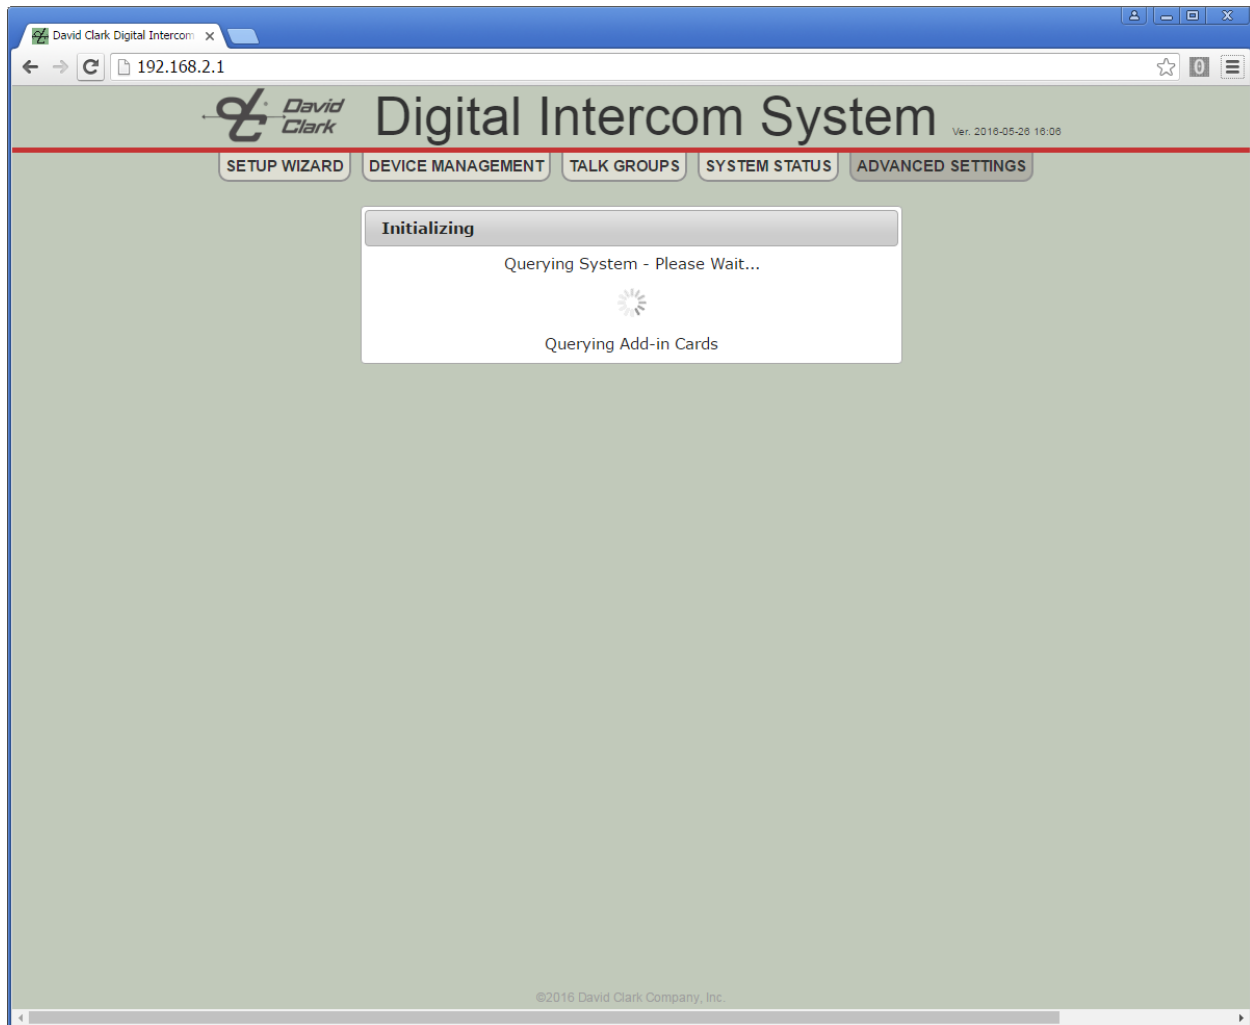 David Clark Digital Intercom
192.168.2.1
David Clark
Digital Intercom System
Ver. 2016-05-26 16:06
SETUP WIZARD
DEVICE MANAGEMENT
TALK GROUPS
SYSTEM STATUS
ADVANCED SETTINGS
Initializing
Querying System - Please Wait...
Querying Add-in Cards
©2016 David Clark Company, Inc.